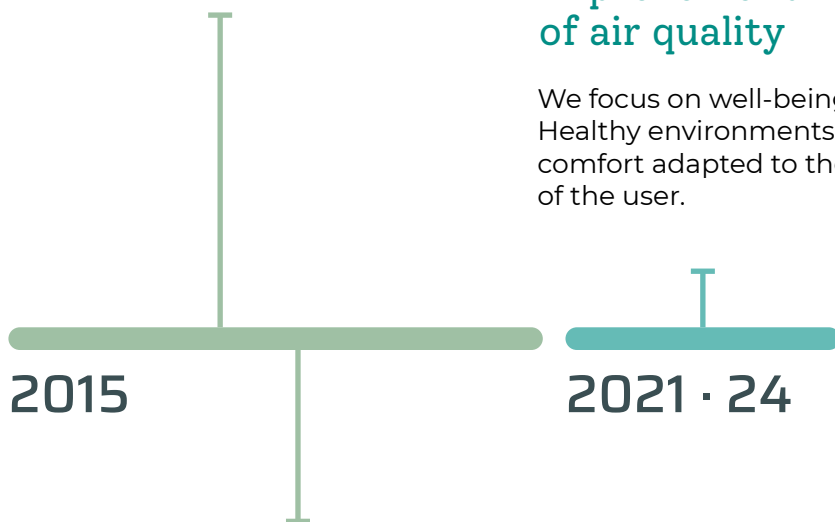 of air quality
We focus on well-being
Healthy environments
comfort adapted to the
of the user.
2015
2021 · 24